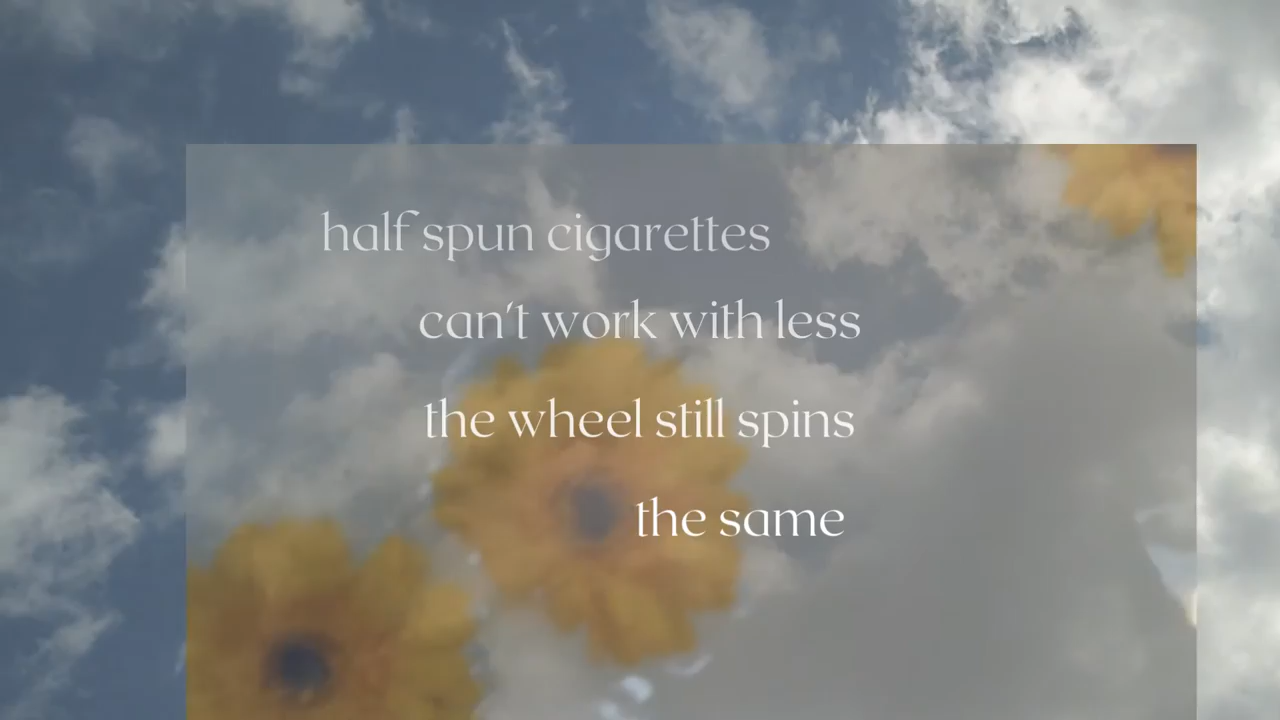 half spun cigarettes
can't work with less
the wheel still spins
the same